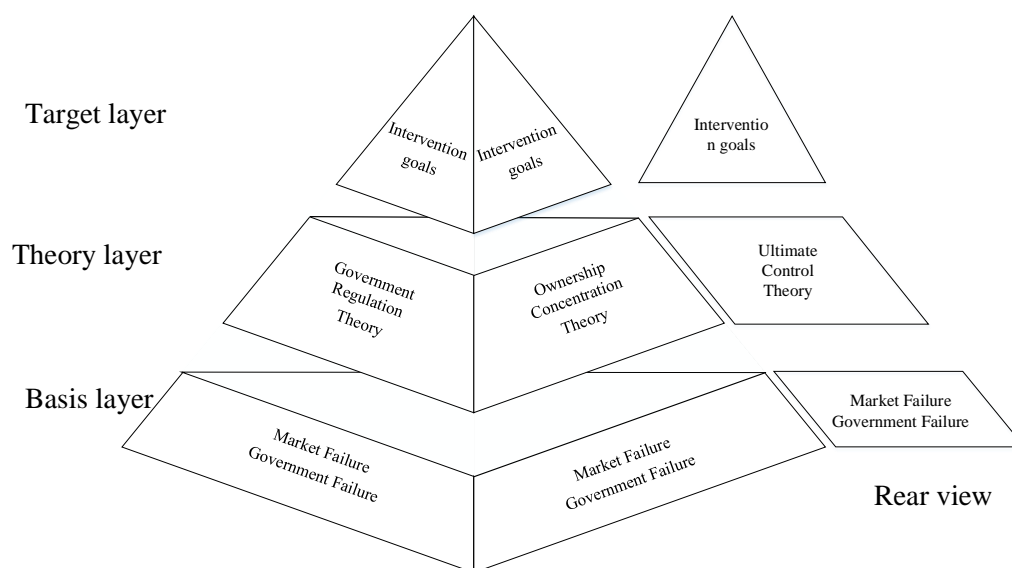 Target layer
Intervention
goals
Intervention
goals
Interventio
n goals
Theory layer
Government
Regulation
Theory
Ownership
Concentration
Theory
Ultimate
Control
Theory
Basis layer
Market Failure
Government Failure
Market Failure
Government Failure
Market Failure
Government Failure
Rear view